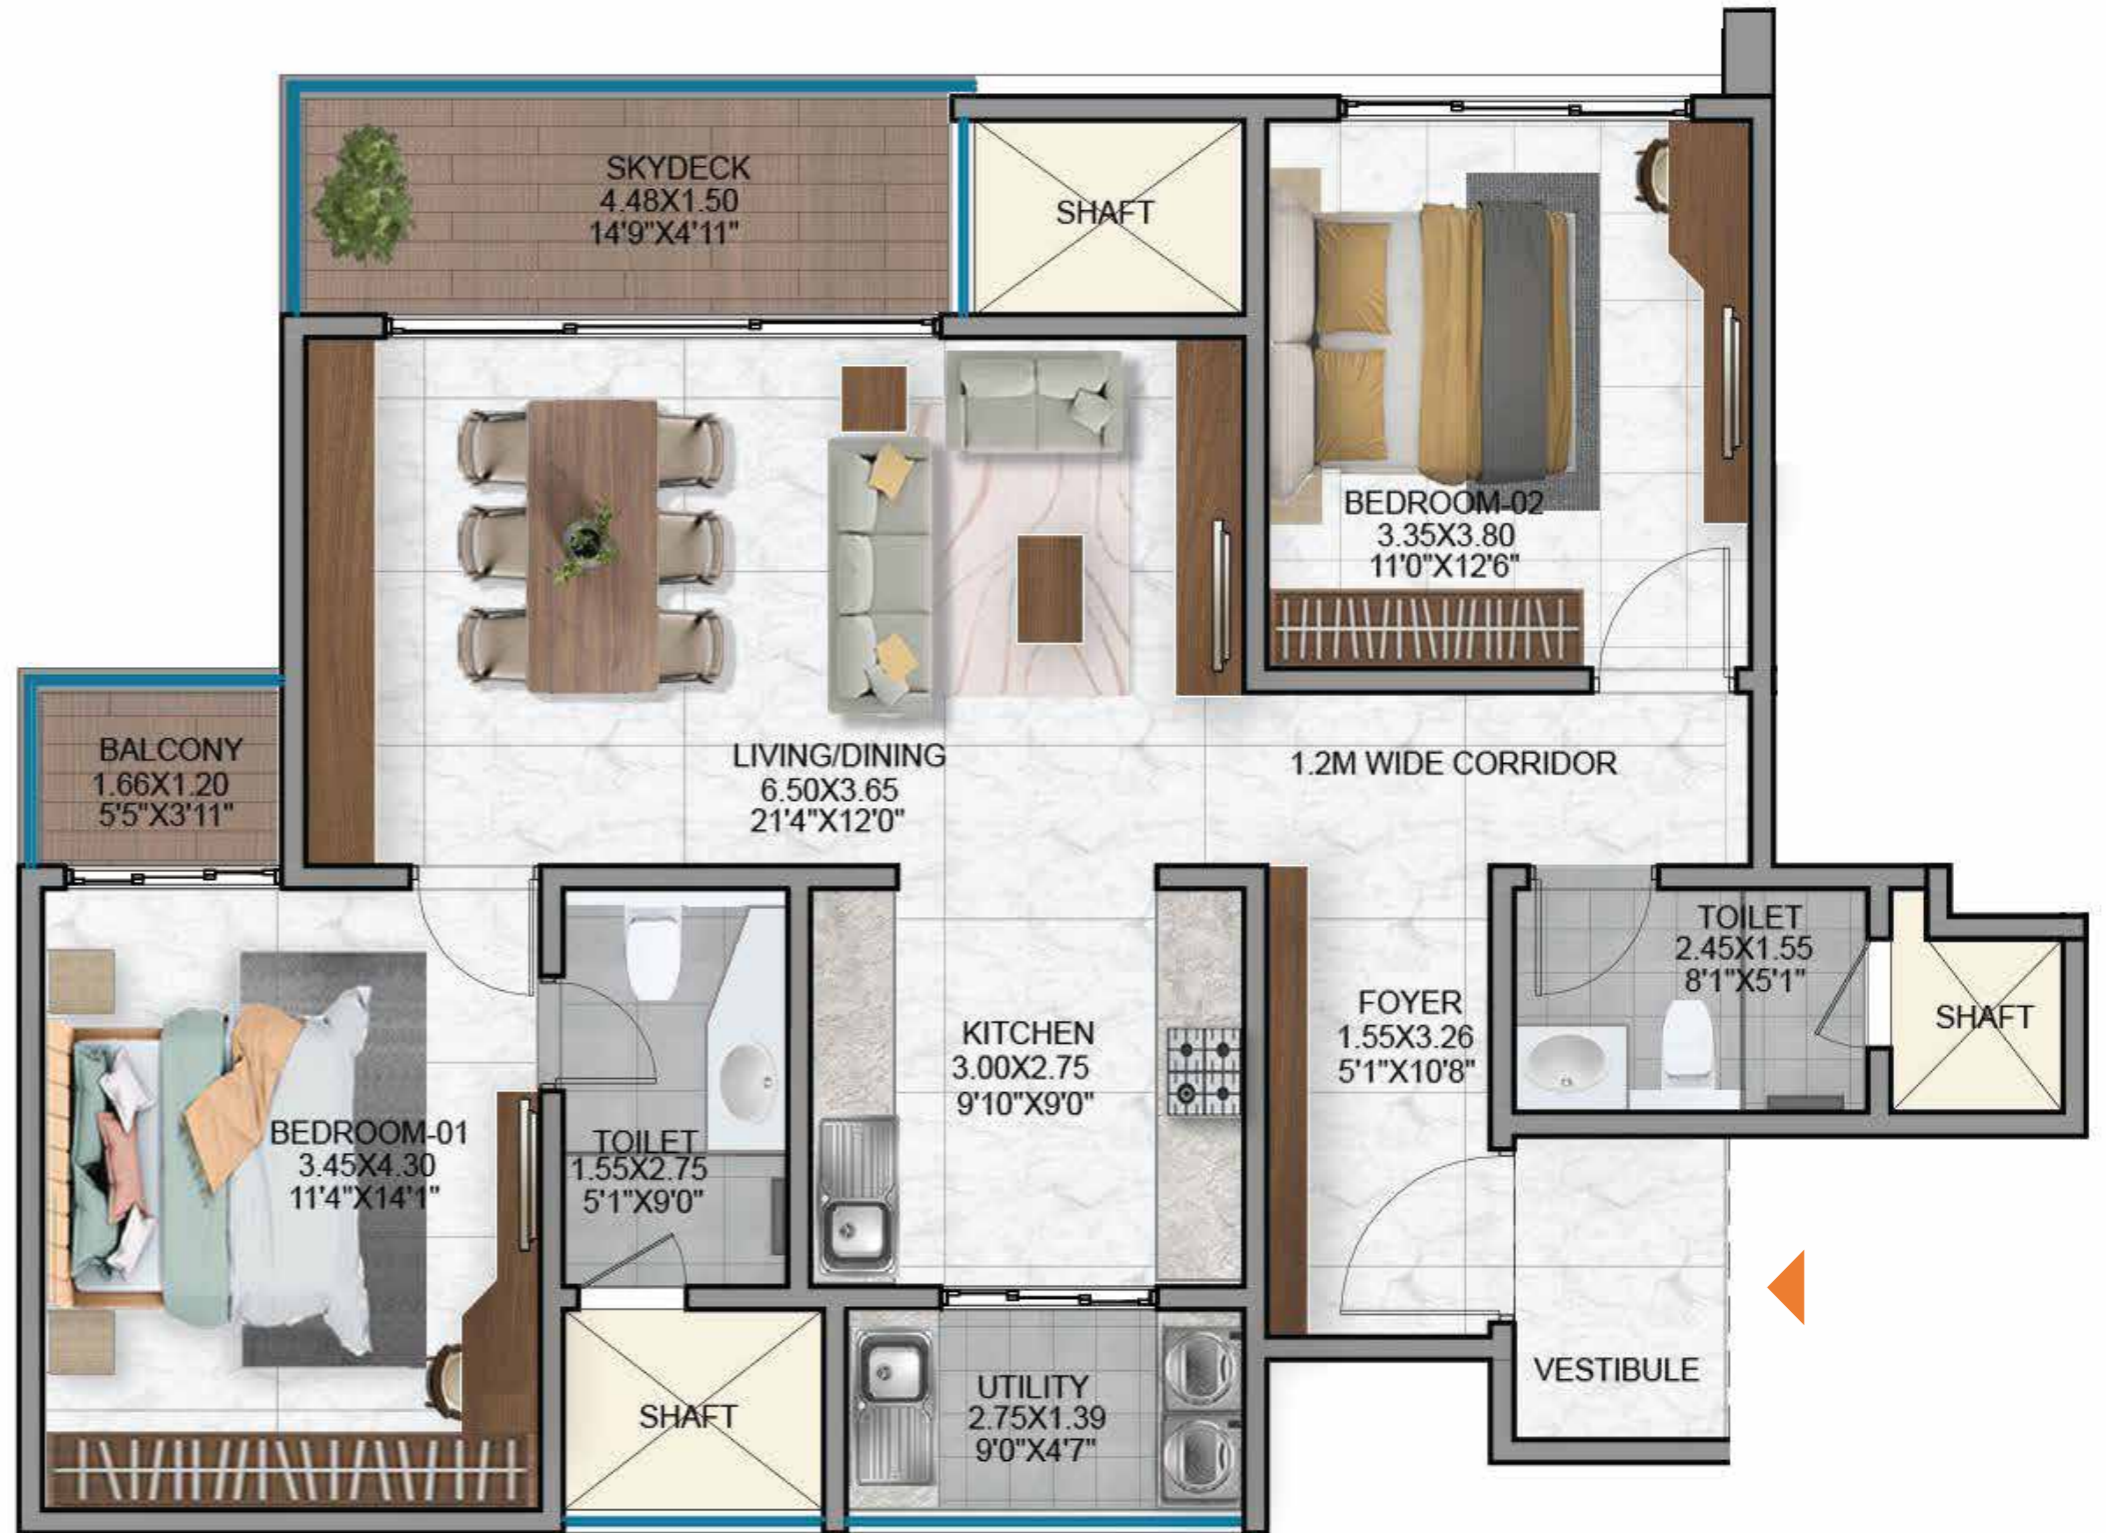 SKYDECK
4.48X1.50
14'9"X4'11"
SHAFT
BEDROOM-02
3.35X3.80
11'0"X12'6"
BALCONY
1.66X1.20
5'5"X3'11"
LIVING/DINING
6.50X3.65
21'4"X12'0"
1.2M WIDE CORRIDOR
TOILET
2.45X1.55
8'1"X5'1"
SHAFT
FOYER
1.55X3.26
5'1"X10'8"
KITCHEN
3.00X2.75
9'10"X9'0"
BEDROOM-01
3.45X4.30
11'4"X14'1"
TOILET
1.55X2.75
5'1"X9'0"
VESTIBULE
UTILITY
2.75X1.39
9'0"X4'7"
SHAFT